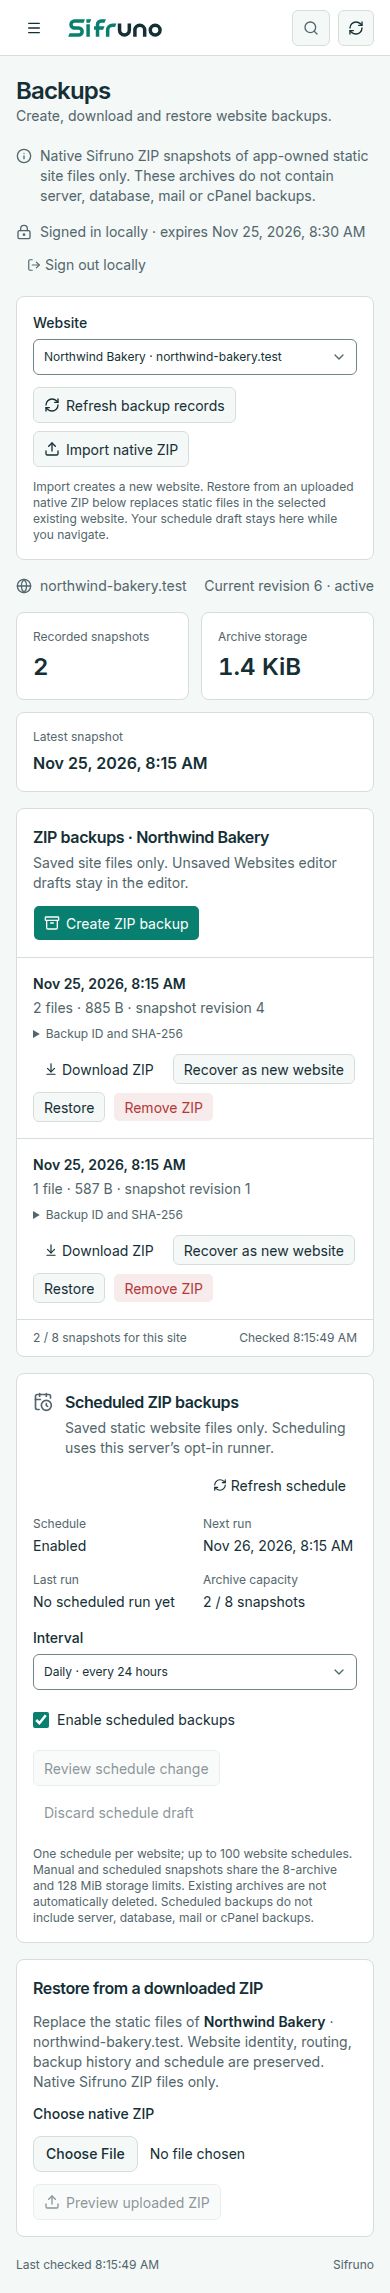 Sifruno
Backups
Create, download and restore website backups.
Native Sifruno ZIP snapshots of app-owned static
site files only. These archives do not contain
server, database, mail or cPanel backups.
Signed in locally · expires Nov 25, 2026, 8:30 AM
Sign out locally
Website
Northwind Bakery · northwind-bakery.test
Refresh backup records
Import native ZIP
Import creates a new website. Restore from an uploaded
native ZIP below replaces static files in the selected
existing website. Your schedule draft stays here while
you navigate.
northwind-bakery.test Current revision 6 · active
Recorded snapshots
2
Archive storage
1.4 KiB
Latest snapshot
Nov 25, 2026, 8:15 AM
ZIP backups · Northwind Bakery
Saved site files only. Unsaved Websites editor
drafts stay in the editor.
Create ZIP backup
Nov 25, 2026, 8:15 AM
2 files · 885 B · snapshot revision 4
Backup ID and SHA-256
Download ZIP Recover as new website
Restore Remove ZIP
Nov 25, 2026, 8:15 AM
1 file · 587 B · snapshot revision 1
Backup ID and SHA-256
Download ZIP Recover as new website
Restore Remove ZIP
2 / 8 snapshots for this site Checked 8:15:49 AM
Scheduled ZIP backups
Saved static website files only. Scheduling
uses this server’s opt-in runner.
Refresh schedule
Schedule
Enabled
Next run
Nov 26, 2026, 8:15 AM
Last run
No scheduled run yet
Archive capacity
2 / 8 snapshots
Interval
Daily · every 24 hours
Enable scheduled backups
Review schedule change
Discard schedule draft
One schedule per website; up to 100 website schedules.
Manual and scheduled snapshots share the 8-archive
and 128 MiB storage limits. Existing archives are not
automatically deleted. Scheduled backups do not
include server, database, mail or cPanel backups.
Restore from a downloaded ZIP
Replace the static files of Northwind Bakery ·
northwind-bakery.test. Website identity, routing,
backup history and schedule are preserved.
Native Sifruno ZIP files only.
Choose native ZIP
Choose File No file chosen
Preview uploaded ZIP
Last checked 8:15:49 AM Sifruno